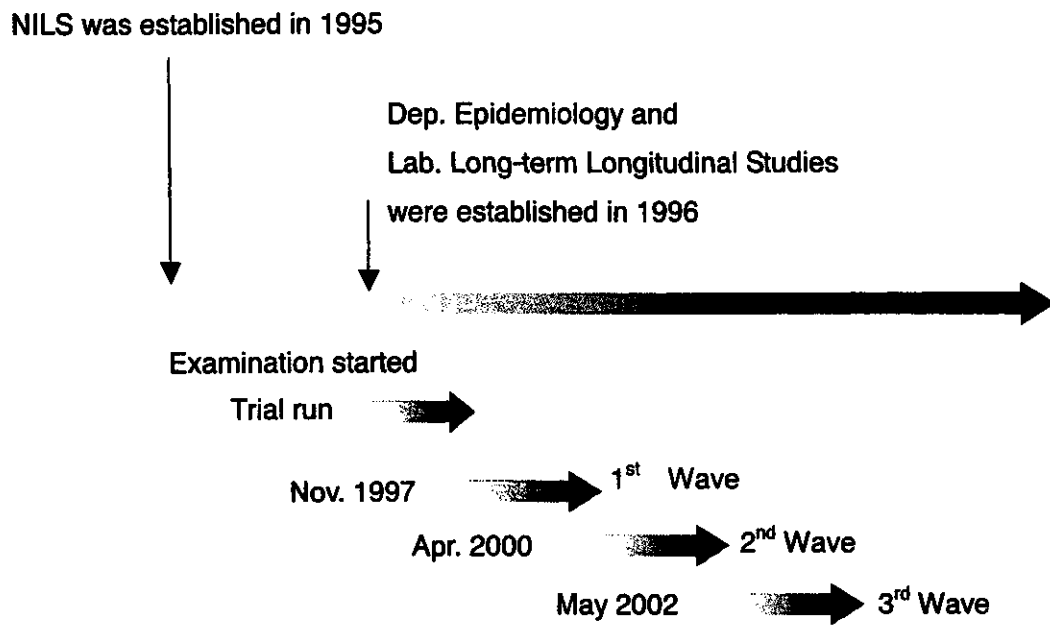 NILS was established in 1995
Dep. Epidemiology and
Lab. Long-term Longitudinal Studies
were established in 1996
Examination started
Trial run
Nov. 1997 1st Wave
Apr. 2000 2nd Wave
May 2002 3rd Wave